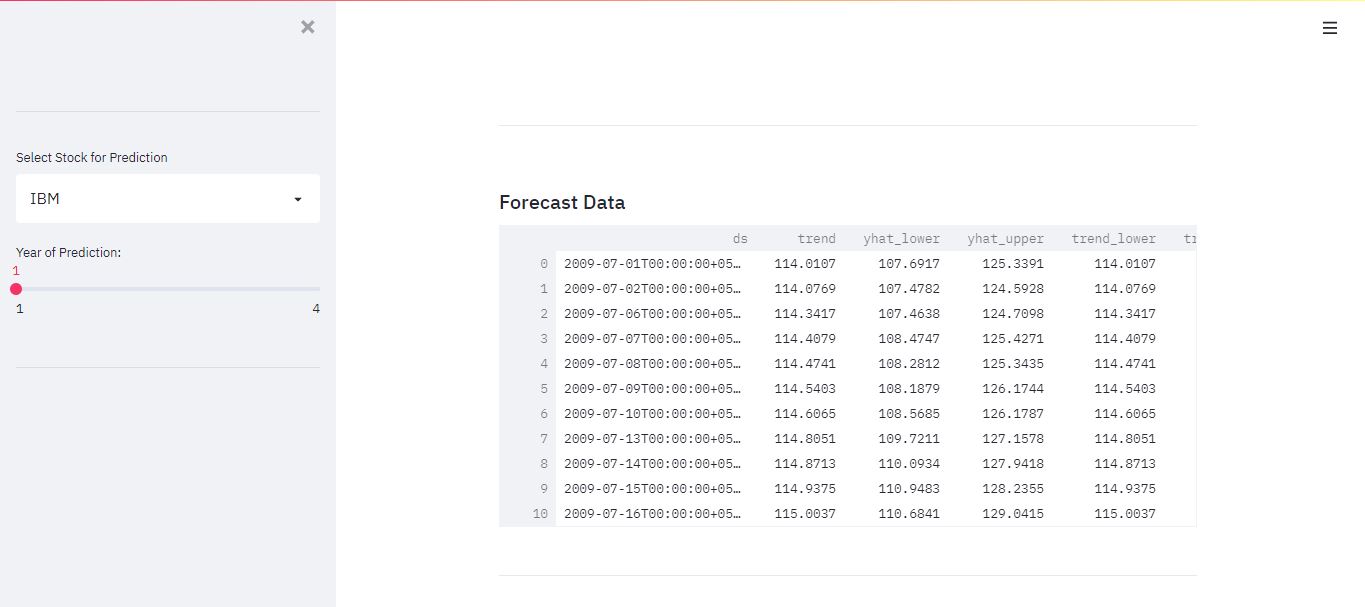 Select Stock for Prediction
IBM
Year of Prediction:
1
1 4
Forecast Data
ds trend yhat_lower yhat_upper trend_lower tr
0 2009-07-01T00:00:00+05… 114.0107 107.6917 125.3391 114.0107
1 2009-07-02T00:00:00+05… 114.0769 107.4782 124.5928 114.0769
2 2009-07-06T00:00:00+05… 114.3417 107.4638 124.7098 114.3417
3 2009-07-07T00:00:00+05… 114.4079 108.4747 125.4271 114.4079
4 2009-07-08T00:00:00+05… 114.4741 108.2812 125.3435 114.4741
5 2009-07-09T00:00:00+05… 114.5403 108.1879 126.1744 114.5403
6 2009-07-10T00:00:00+05… 114.6065 108.5685 126.1787 114.6065
7 2009-07-13T00:00:00+05… 114.8051 109.7211 127.1578 114.8051
8 2009-07-14T00:00:00+05… 114.8713 110.0934 127.9418 114.8713
9 2009-07-15T00:00:00+05… 114.9375 110.9483 128.2355 114.9375
10 2009-07-16T00:00:00+05… 115.0037 110.6841 129.0415 115.0037